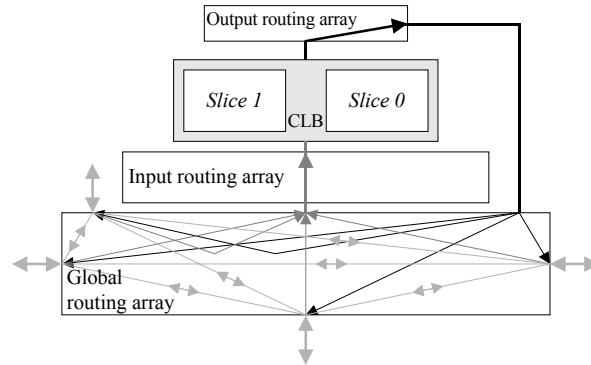 Output routing array
Slice 1
Slice 0
CLB
Input routing array
Global
routing array